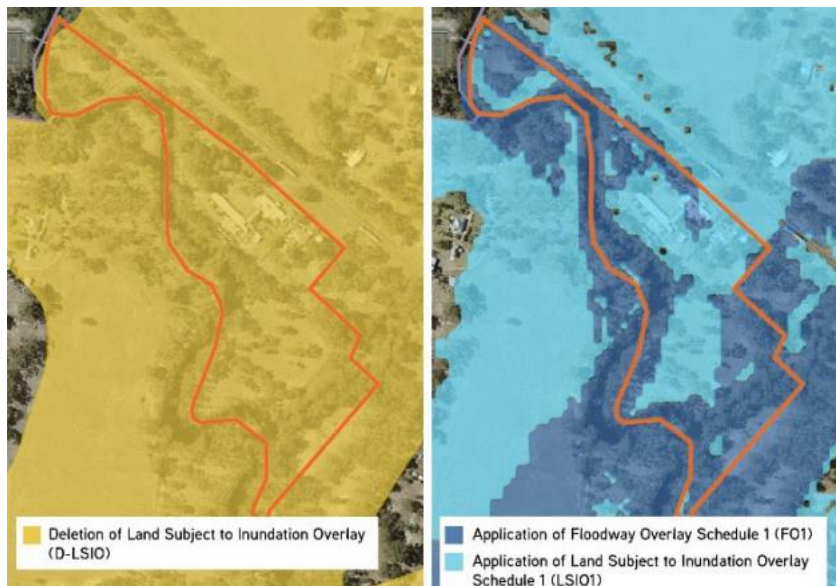 Deletion of Land Subject to Inundation Overlay
(D-LSIO)
Application of Floodway Overlay Schedule 1 (FO1)
Application of Land Subject to Inundation Overlay
Schedule 1 (LSIO1)